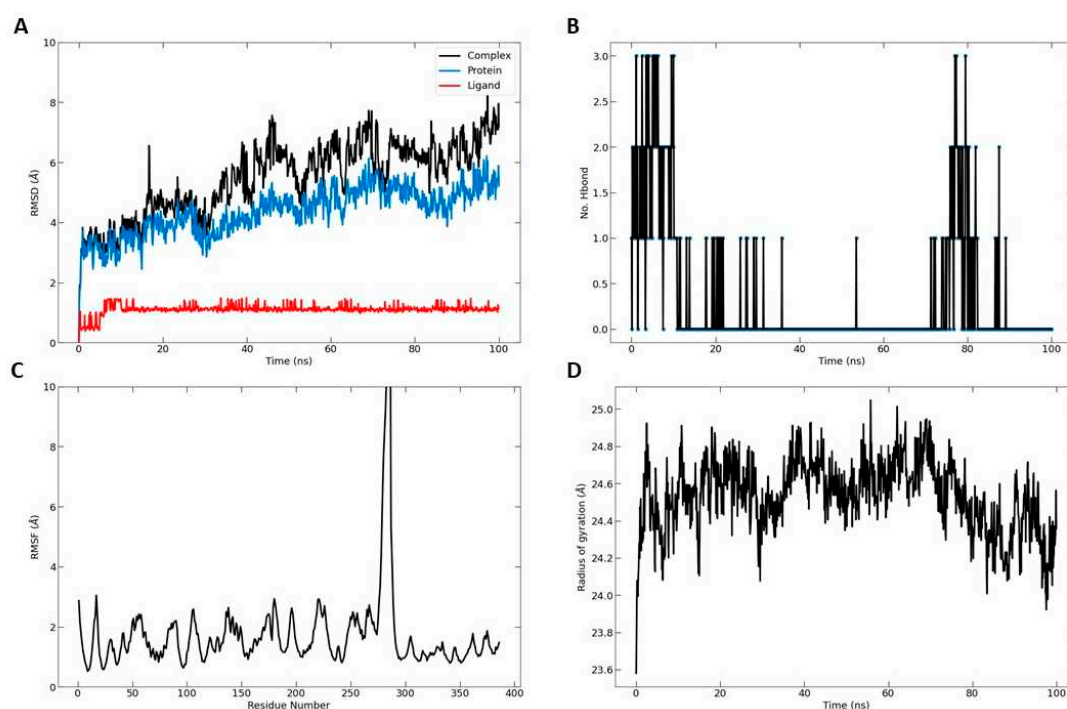 A
10
8
6
4
2
0
RMSD (Å)
Complex
Protein
Ligand
0 20 40 60 80 100
Time (ns)
B
3.0
2.5
2.0
1.5
1.0
0.5
0.0
No. Hbond
0 20 40 60 80 100
Time (ns)
C
10
8
6
4
2
0
RMSF (Å)
0 50 100 150 200 250 300 350 400
Residue Number
D
25.0
24.8
24.6
24.4
24.2
24.0
23.8
23.6
Radius of gyration (Å)
0 20 40 60 80 100
Time (ns)